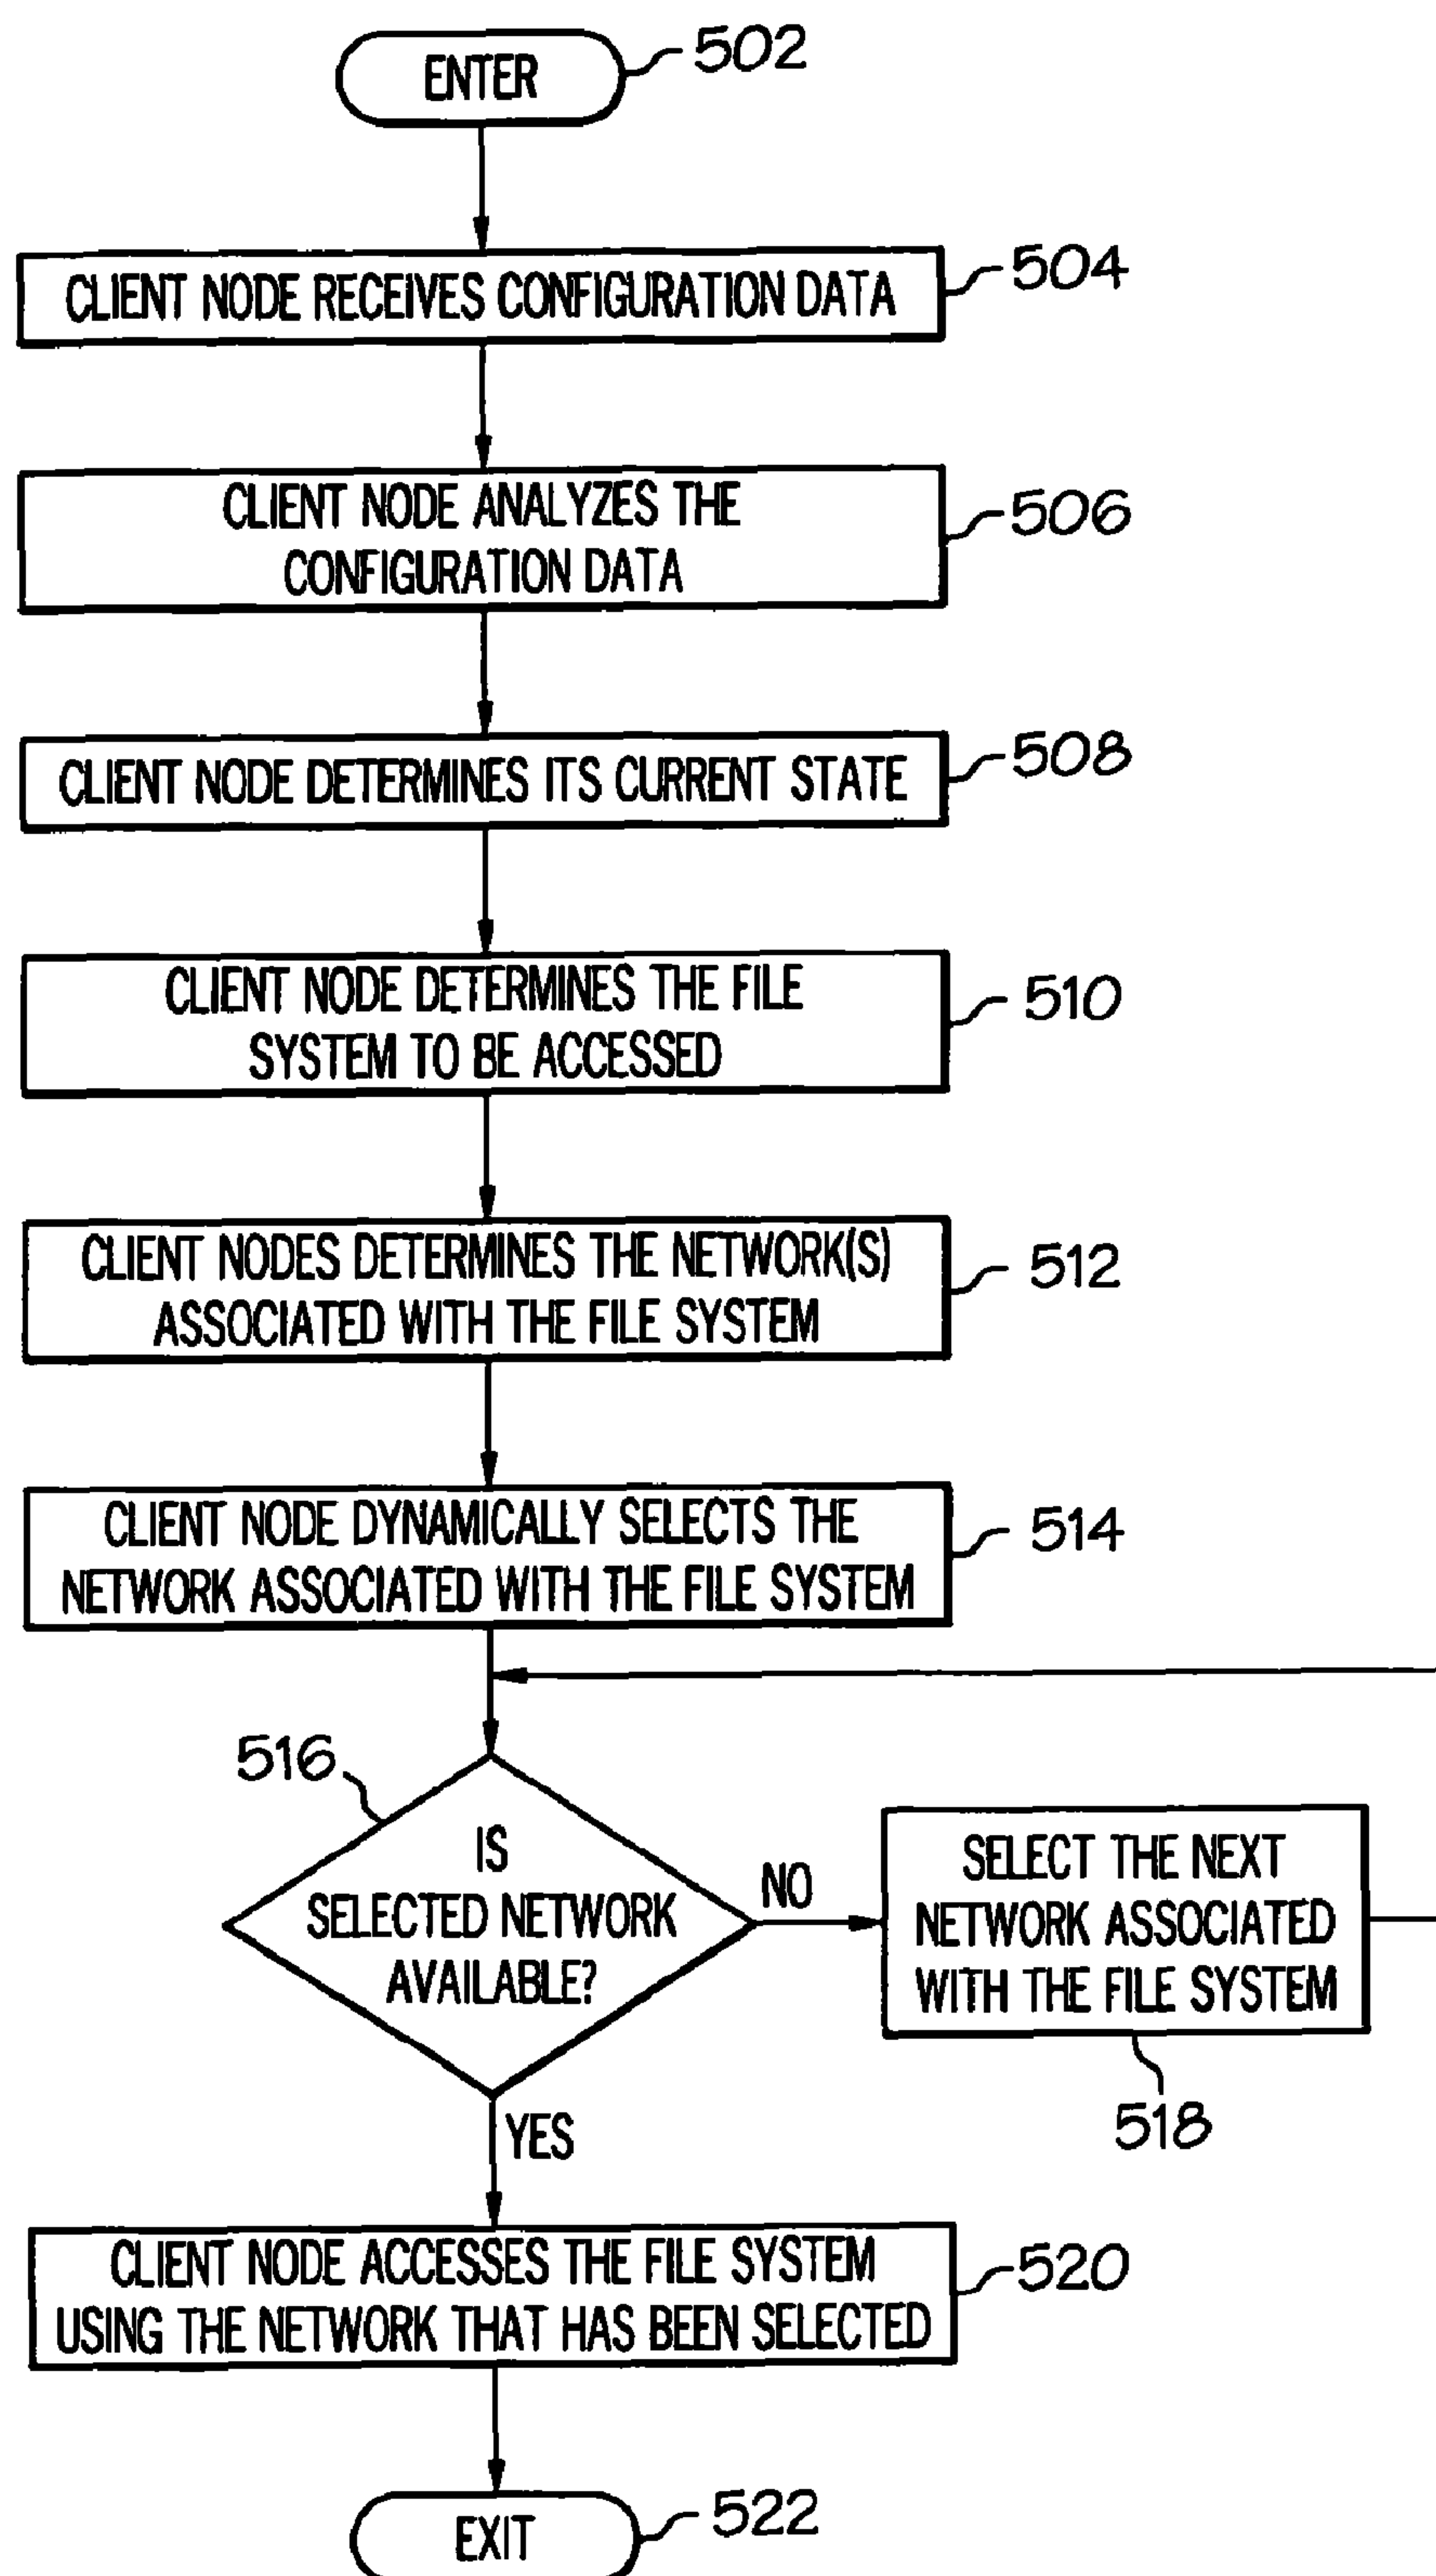 ENTER
502
CLIENT NODE RECEIVES CONFIGURATION DATA
504
CLIENT NODE ANALYZES THE
CONFIGURATION DATA
506
CLIENT NODE DETERMINES ITS CURRENT STATE
508
CLIENT NODE DETERMINES THE FILE
SYSTEM TO BE ACCESSED
510
CLIENT NODES DETERMINES THE NETWORK(S)
ASSOCIATED WITH THE FILE SYSTEM
512
CLIENT NODE DYNAMICALLY SELECTS THE
NETWORK ASSOCIATED WITH THE FILE SYSTEM
514
516
IS
SELECTED NETWORK
AVAILABLE?
NO
SELECT THE NEXT
NETWORK ASSOCIATED
WITH THE FILE SYSTEM
518
YES
CLIENT NODE ACCESSES THE FILE SYSTEM
USING THE NETWORK THAT HAS BEEN SELECTED
520
EXIT
522